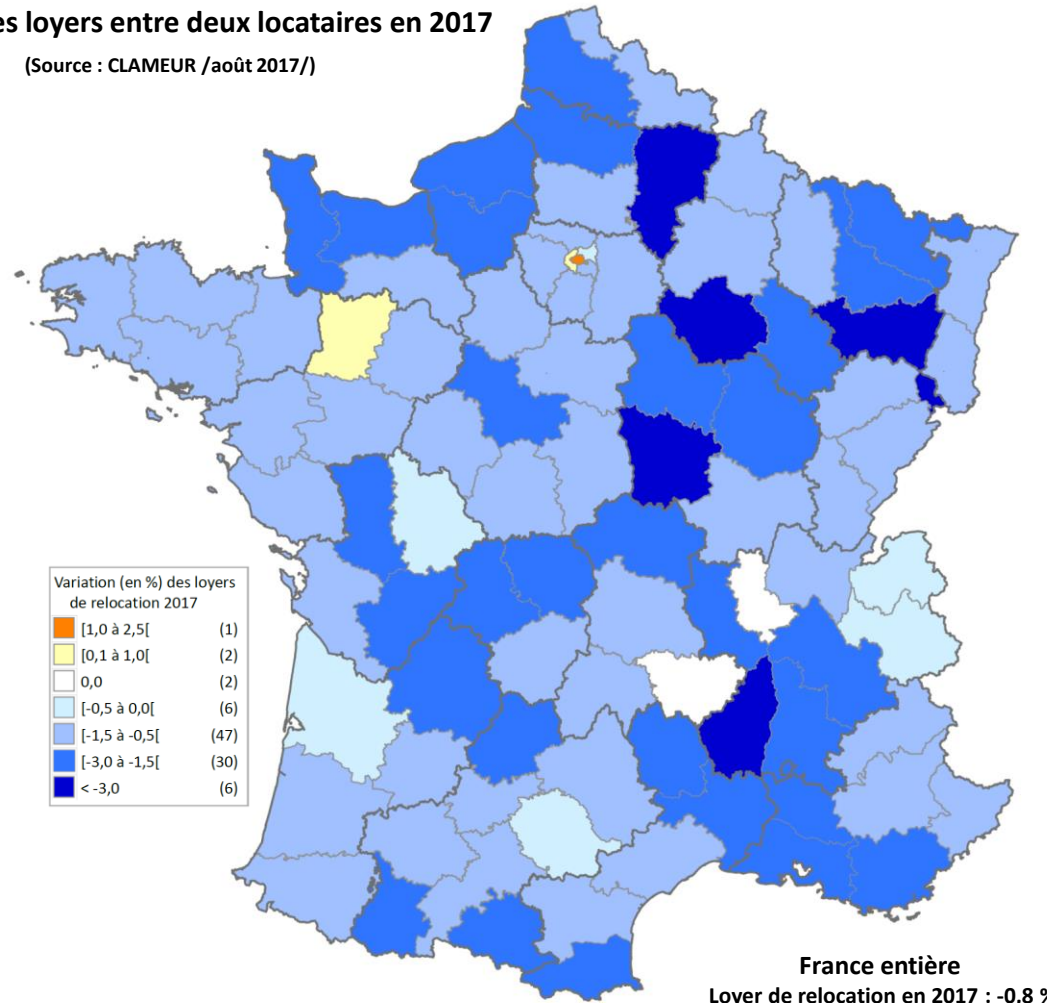 es loyers entre deux locataires en 2017
(Source : CLAMEUR /août 2017/)
Variation (en %) des loyers
de relocation 2017
[1,0 à 2,5[ (1)
[0,1 à 1,0[ (2)
0,0 (2)
[-0,5 à 0,0[ (6)
[-1,5 à -0,5[ (47)
[-3,0 à -1,5[ (30)
< -3,0 (6)
France entière
Loyer de relocation en 2017 : -0.8 %